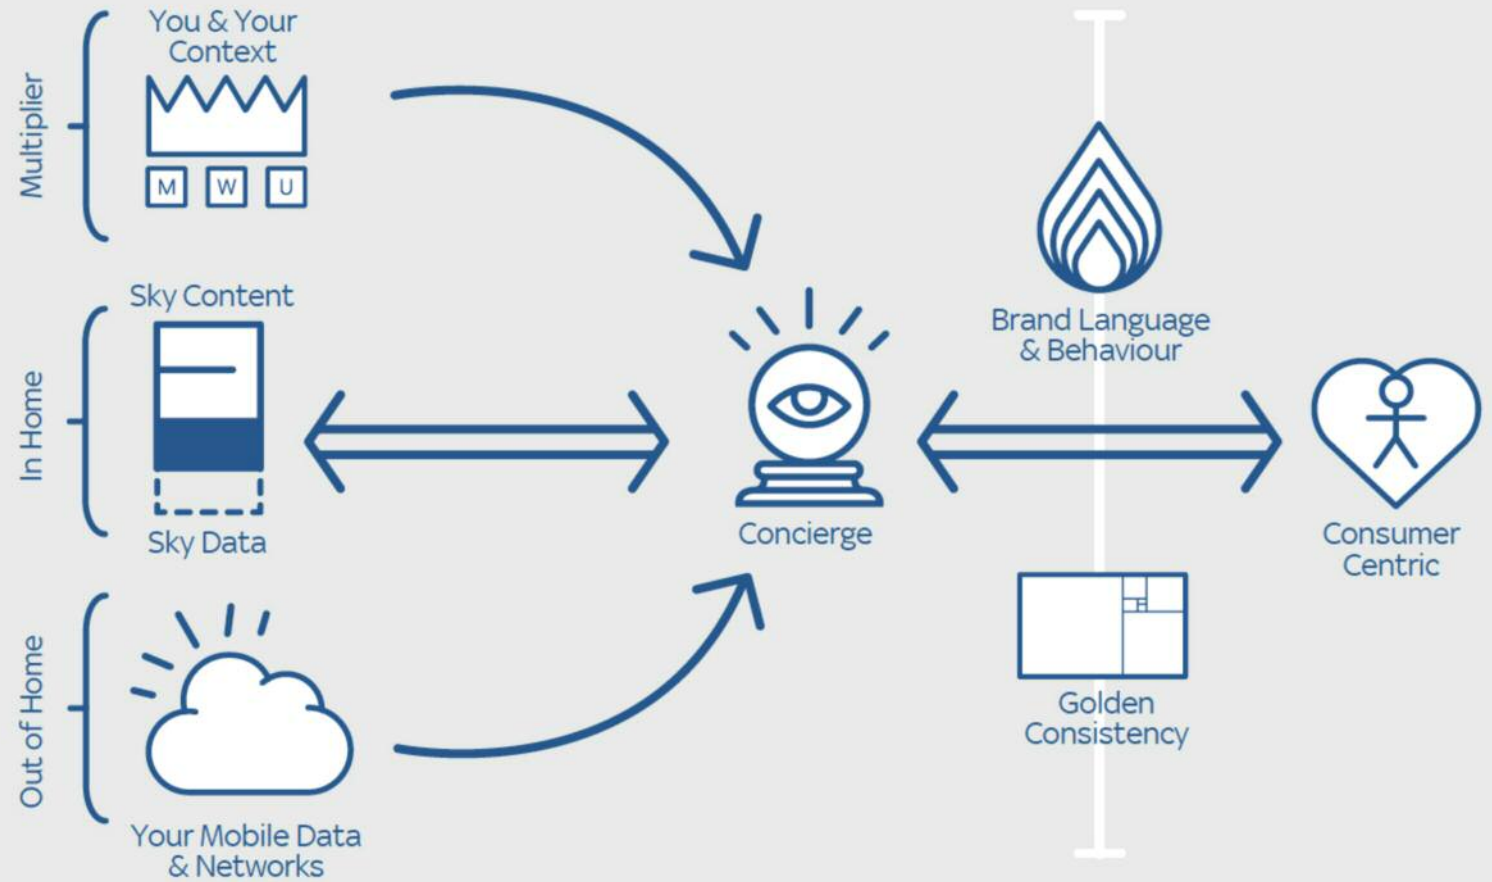 Multiplier
You & Your
Context
M W U
In Home
Sky Content
Sky Data
Out of Home
Your Mobile Data
& Networks
Concierge
Brand Language
& Behaviour
Golden
Consistency
Consumer
Centric